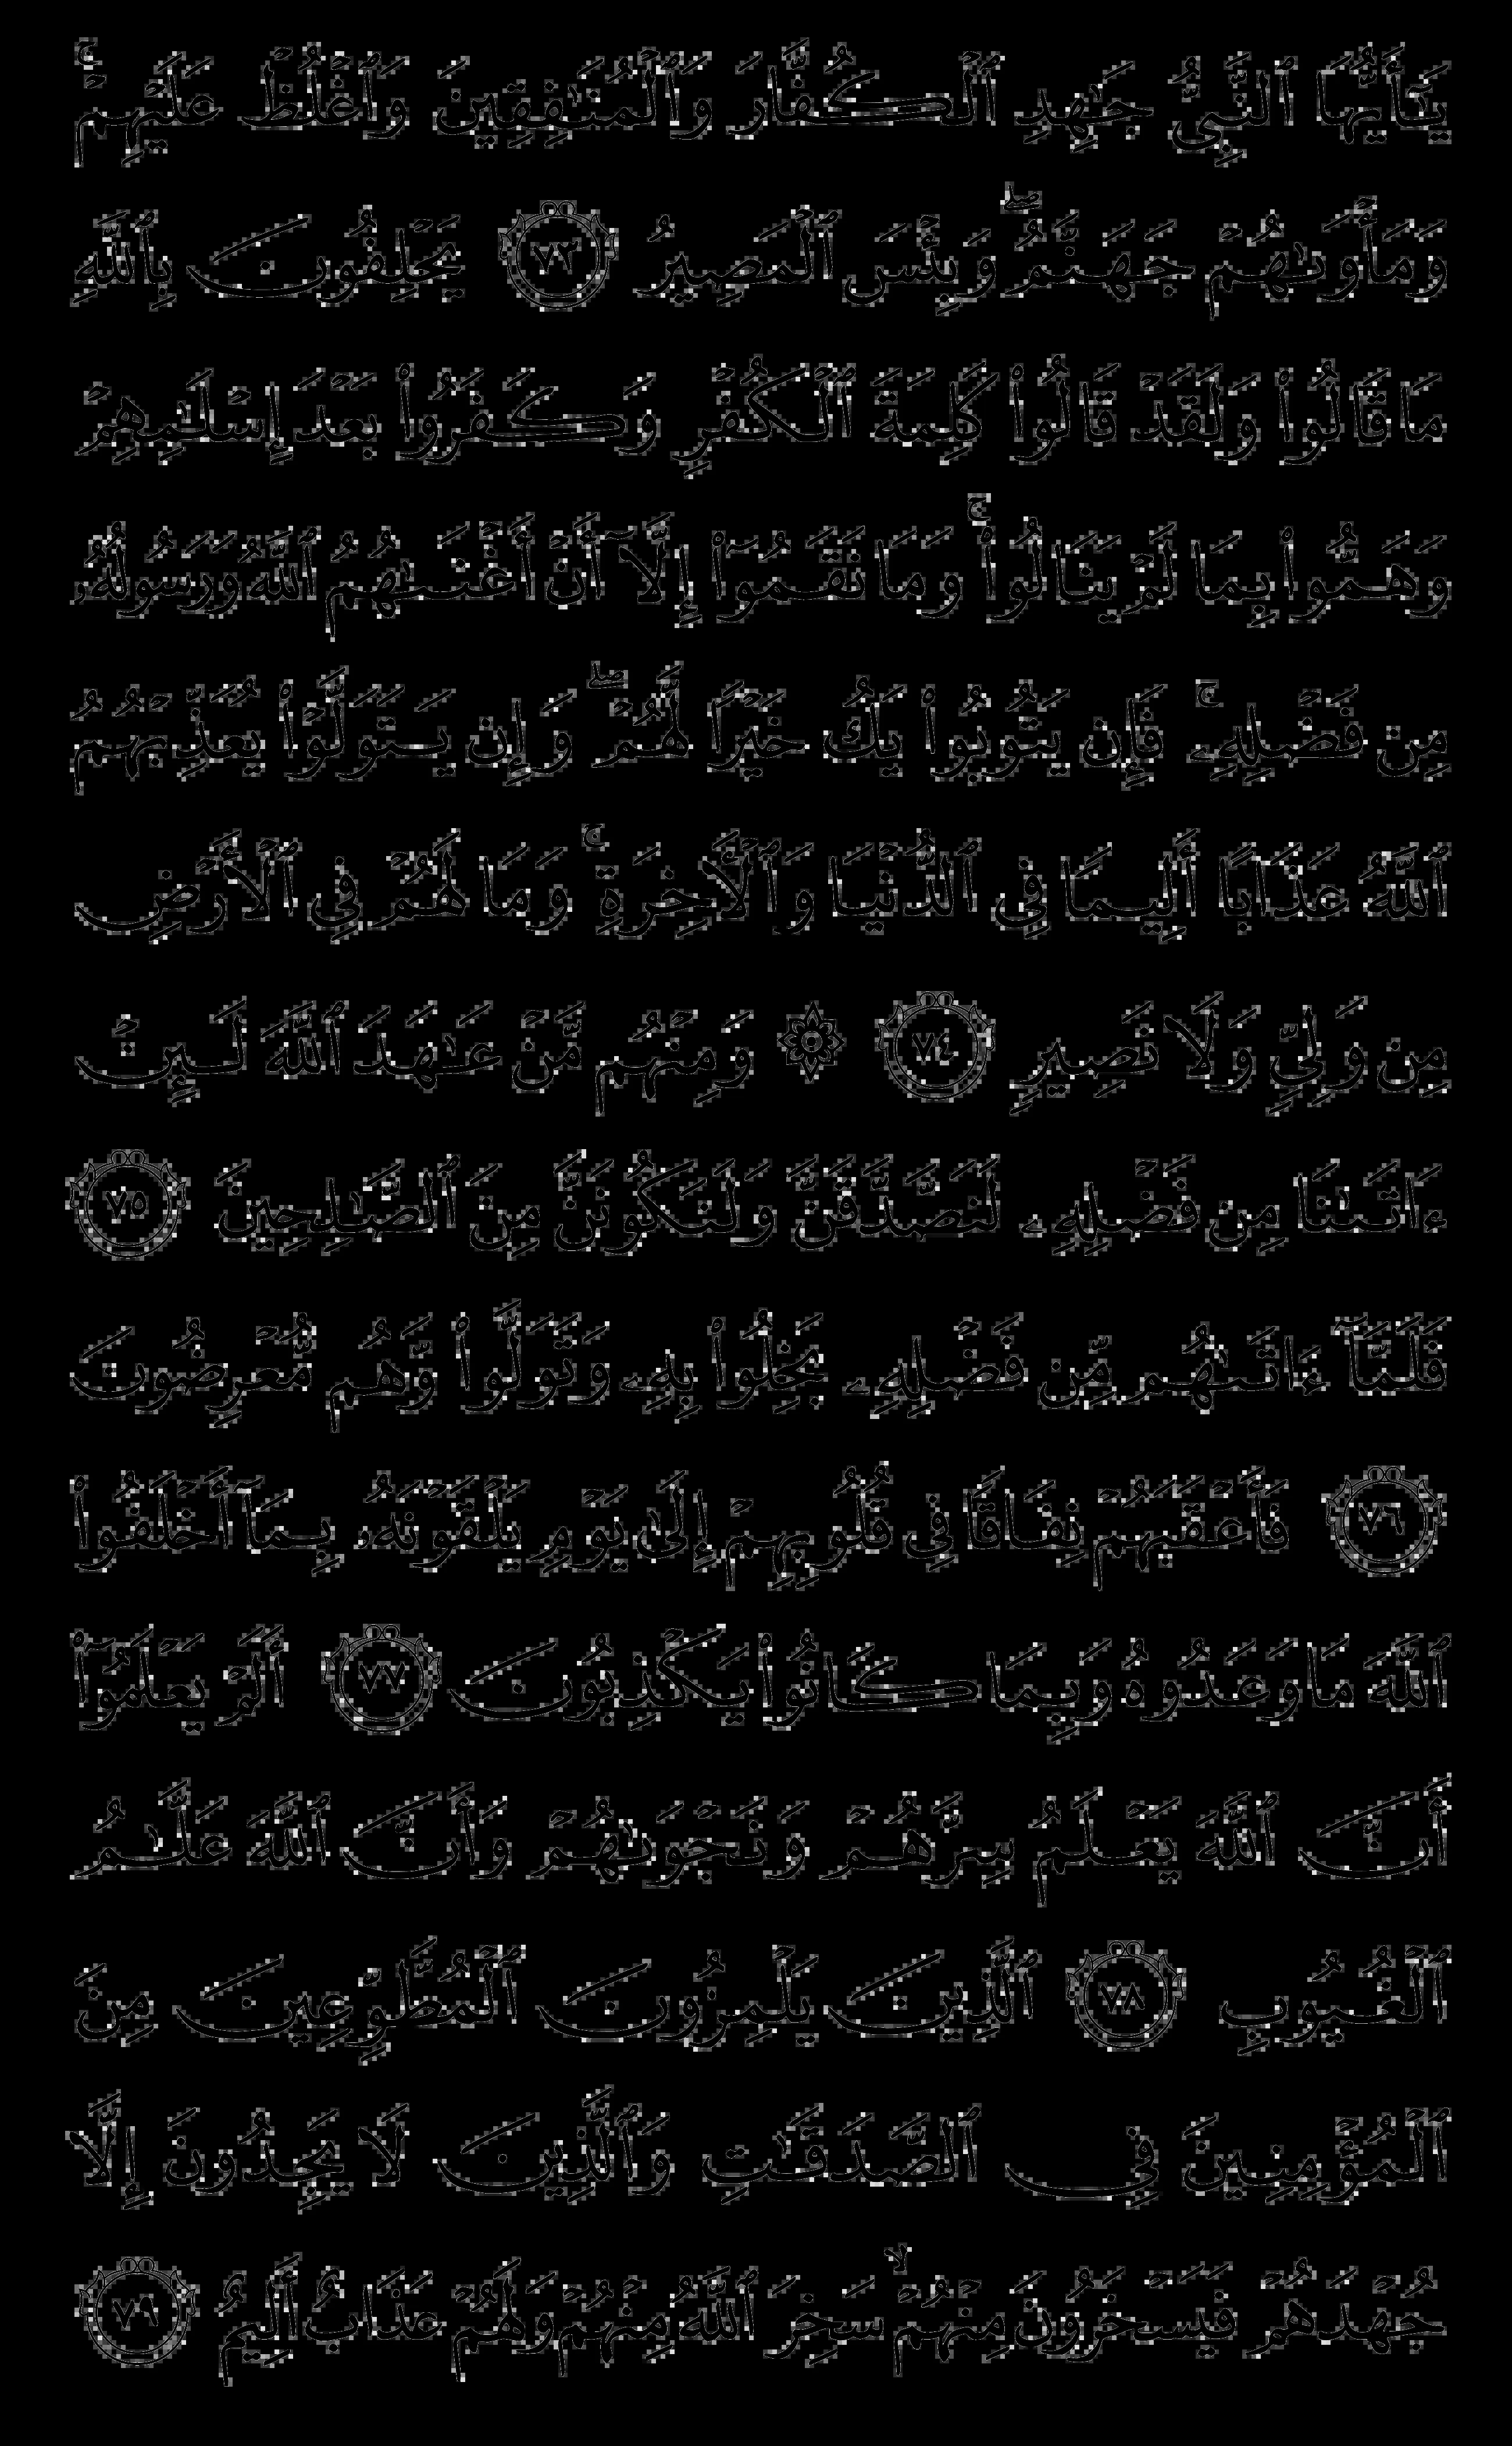 يَـٰٓأَيُّهَا ٱلنَّبِىُّ جَـٰهِدِ ٱلْكُفَّارَ وَٱلْمُنَـٰفِقِينَ وَٱغْلُظْ عَلَيْهِمْ ۚ
وَمَأْوَىٰهُمْ جَهَنَّمُ ۖ وَبِئْسَ ٱلْمَصِيرُ ٧٣ يَحْلِفُونَ بِٱللَّهِ
مَا قَالُوا۟ وَلَقَدْ قَالُوا۟ كَلِمَةَ ٱلْكُفْرِ وَكَفَرُوا۟ بَعْدَ إِسْلَـٰمِهِمْ
وَهَمُّوا۟ بِمَا لَمْ يَنَالُوا۟ ۚ وَمَا نَقَمُوٓا۟ إِلَّآ أَنْ أَغْنَىٰهُمُ ٱللَّهُ وَرَسُولُهُۥ
مِن فَضْلِهِۦ ۚ فَإِن يَتُوبُوا۟ يَكُ خَيْرًا لَّهُمْ ۖ وَإِن يَتَوَلَّوْا۟ يُعَذِّبْهُمُ
ٱللَّهُ عَذَابًا أَلِيمًا فِى ٱلدُّنْيَا وَٱلْـَٔاخِرَةِ ۚ وَمَا لَهُمْ فِى ٱلْأَرْضِ
مِن وَلِىٍّ وَلَا نَصِيرٍ ٧٤ ۞ وَمِنْهُم مَّنْ عَـٰهَدَ ٱللَّهَ لَئِنْ
ءَاتَىٰنَا مِن فَضْلِهِۦ لَنَصَّدَّقَنَّ وَلَنَكُونَنَّ مِنَ ٱلصَّـٰلِحِينَ ٧٥
فَلَمَّآ ءَاتَىٰهُم مِّن فَضْلِهِۦ بَخِلُوا۟ بِهِۦ وَتَوَلَّوا۟ وَّهُم مُّعْرِضُونَ
٧٦ فَأَعْقَبَهُمْ نِفَاقًا فِى قُلُوبِهِمْ إِلَىٰ يَوْمِ يَلْقَوْنَهُۥ بِمَآ أَخْلَفُوا۟
ٱللَّهَ مَا وَعَدُوهُ وَبِمَا كَانُوا۟ يَكْذِبُونَ ٧٧ أَلَمْ يَعْلَمُوٓا۟
أَنَّ ٱللَّهَ يَعْلَمُ سِرَّهُمْ وَنَجْوَىٰهُمْ وَأَنَّ ٱللَّهَ عَلَّـٰمُ
ٱلْغُيُوبِ ٧٨ ٱلَّذِينَ يَلْمِزُونَ ٱلْمُطَّوِّعِينَ مِنَ
ٱلْمُؤْمِنِينَ فِى ٱلصَّدَقَـٰتِ وَٱلَّذِينَ لَا يَجِدُونَ إِلَّا
جُهْدَهُمْ فَيَسْخَرُونَ مِنْهُمْ ۙ سَخِرَ ٱللَّهُ مِنْهُمْ وَلَهُمْ عَذَابٌ أَلِيمٌ ٧٩